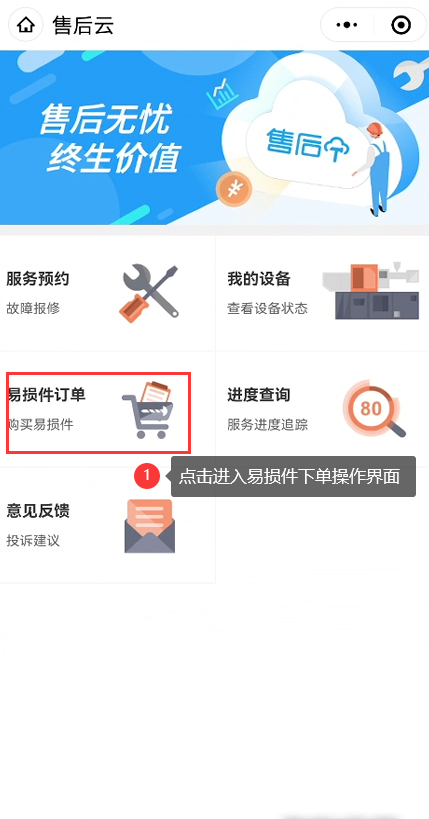 售后云
售后无忧
终生价值
售后
服务预约
故障报修
我的设备
查看设备状态
易损件订单
购买易损件
进度查询
服务进度追踪
80
1
点击进入易损件下单操作界面
意见反馈
投诉建议